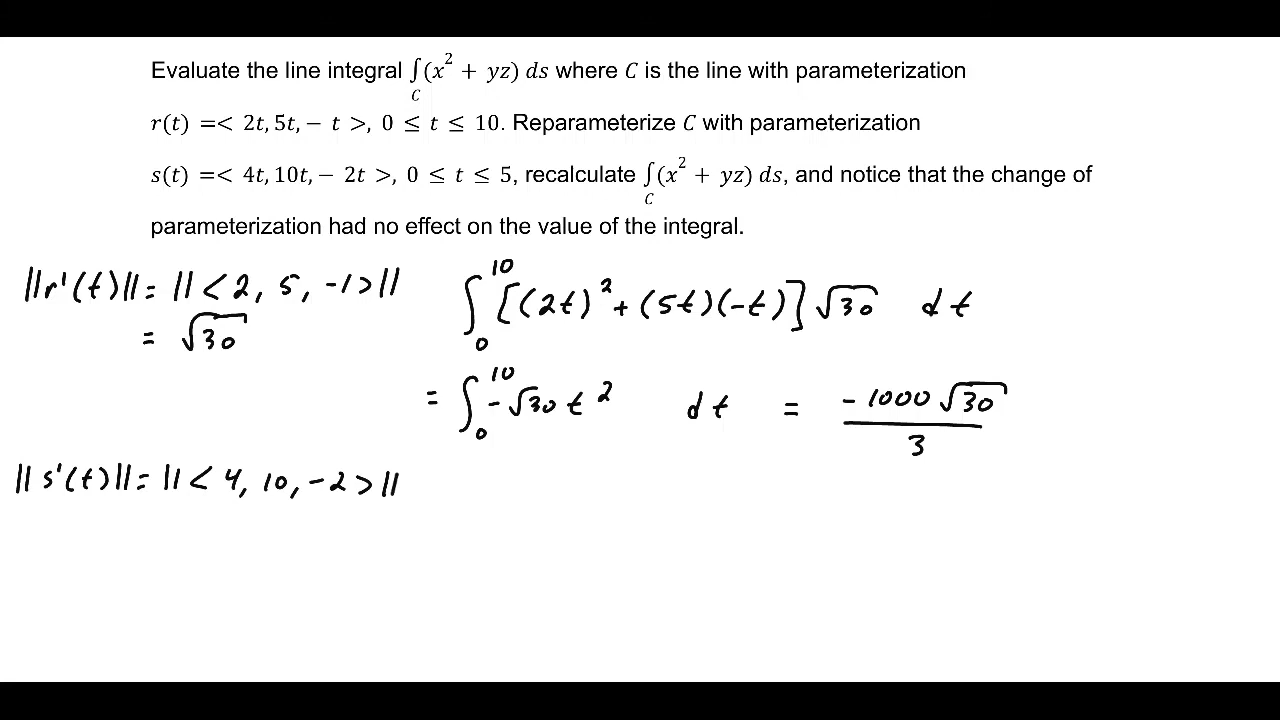 Evaluate the line integral ∫_C (x² + yz) ds where C is the line with parameterization
r(t) =< 2t, 5t, − t >, 0 ≤ t ≤ 10. Reparameterize C with parameterization
s(t) =< 4t, 10t, − 2t >, 0 ≤ t ≤ 5, recalculate ∫_C (x² + yz) ds, and notice that the change of
parameterization had no effect on the value of the integral.
||r'(t)|| = ||< 2, 5, -1 >||
= √30
∫_0^10 [(2t)² + (5t)(-t)] √30 dt
= ∫_0^10 -√30 t² dt = -1000√30 / 3
|| s'(t)|| = ||< 4, 10, -2 >||